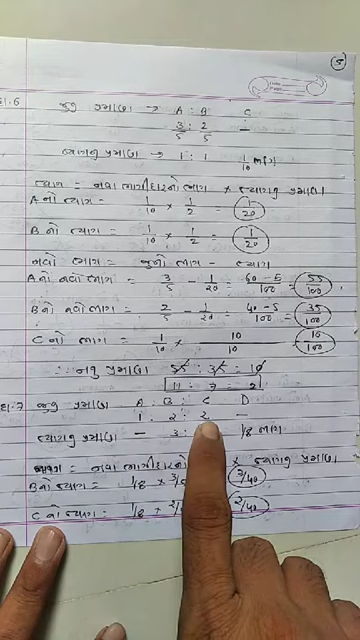 5
દા.6 જુનુ પ્રમાણ → A : B C
3/5 : 2/5 –
ત્યાગનું પ્રમાણ → 1 : 1 1/10 ભાગ
ત્યાગ = નવા ભાગીદારનો ભાગ × ત્યાગનું પ્રમાણ
A નો ત્યાગ = 1/10 × 1/2 = 1/20
B નો ત્યાગ = 1/10 × 1/2 = 1/20
નવો ભાગ = જુનો ભાગ - ત્યાગ
A નો નવો ભાગ = 3/5 - 1/20 = 60-5/100 = 55/100
B નો નવો ભાગ = 2/5 - 1/20 = 40-5/100 = 35/100
C નો ભાગ = 1/10 × 10/10 = 10/100
∴ નવુ પ્રમાણ 55 : 35 : 10
11 : 7 = 2
દા.7 જુનુ પ્રમાણ A : B : C D
1 : 2 : 2 –
ત્યાગનું પ્રમાણ – 3 : 1/8 ભાગ
ત્યાગ = નવા ભાગીદારનો × ત્યાગનું પ્રમાણ
B નો ત્યાગ = 1/8 × 3/5 3/40
C નો ત્યાગ = 1/8 × 2/ 2/40